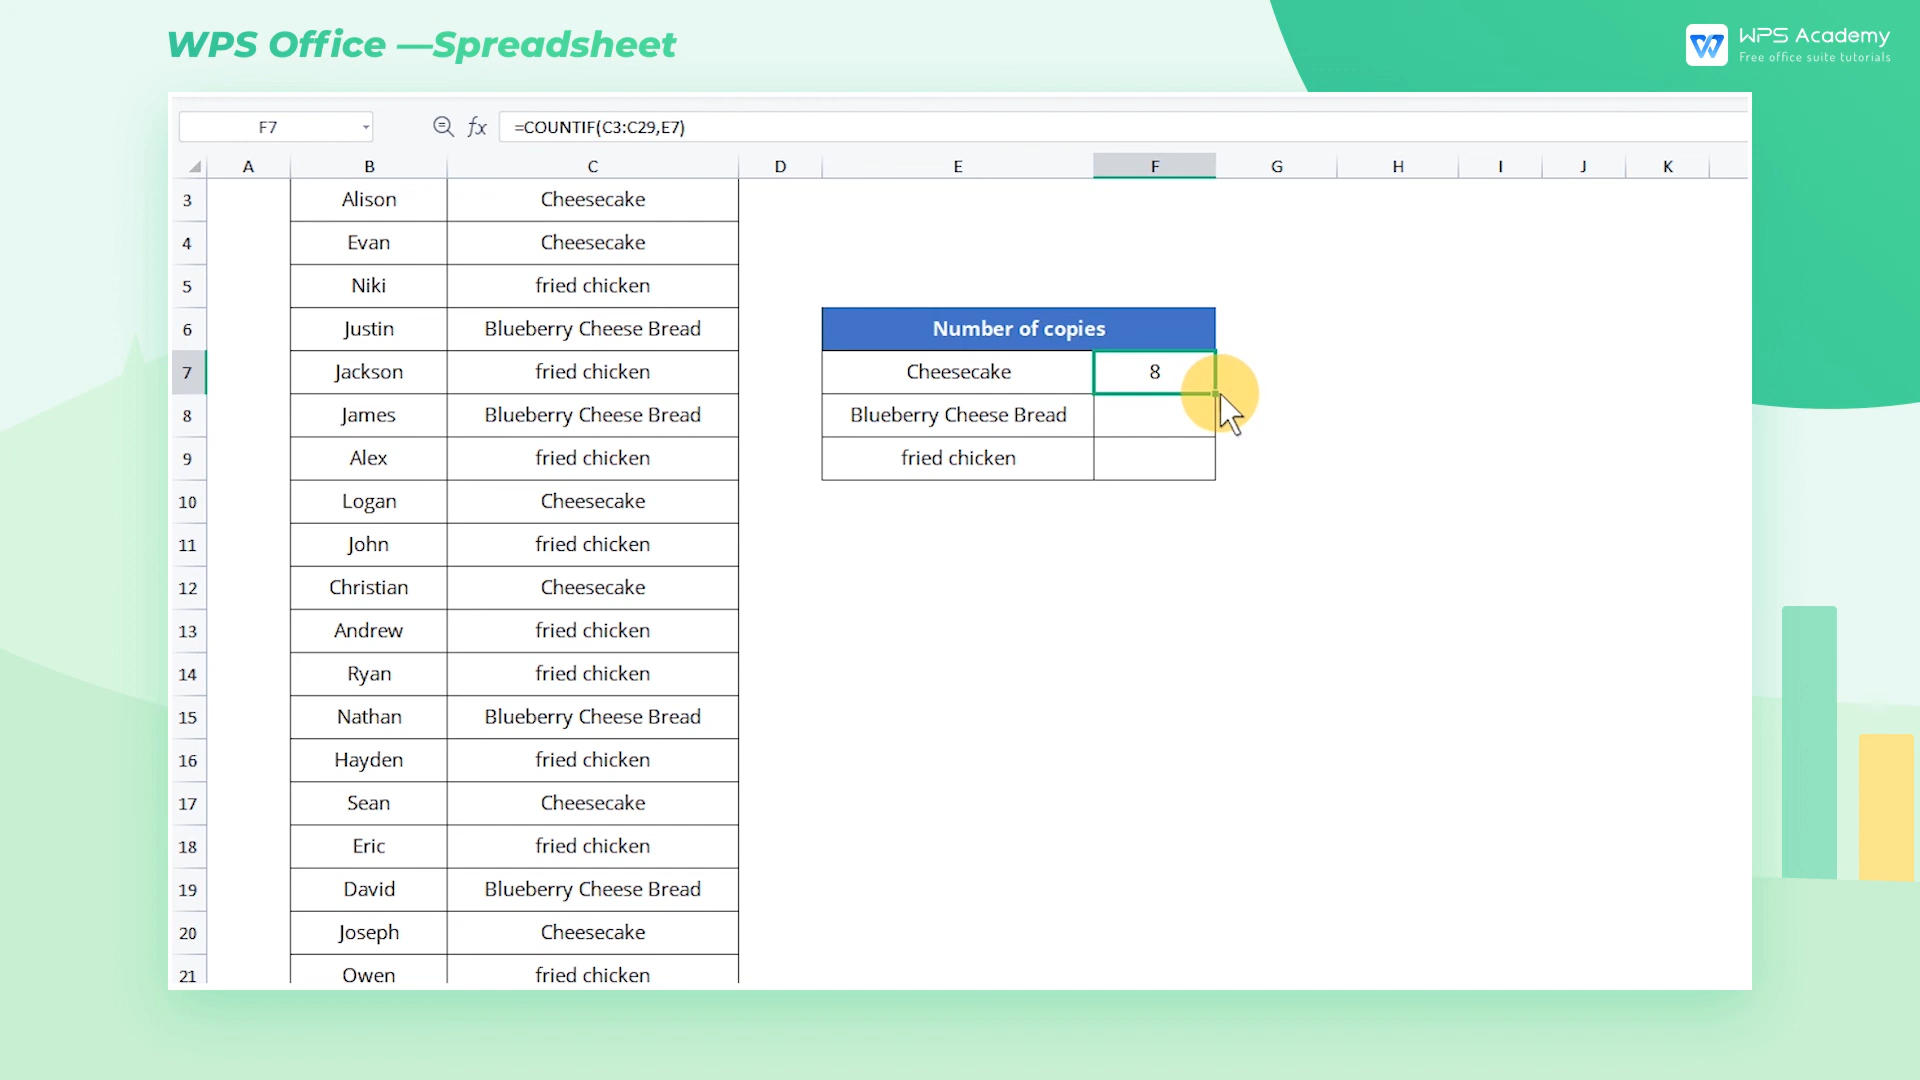 WPS Office —Spreadsheet
WPS Academy
Free office suite tutorials
F7 fx =COUNTIF(C3:C29,E7)
A B C D E F G H I J K
3 Alison Cheesecake
4 Evan Cheesecake
5 Niki fried chicken
6 Justin Blueberry Cheese Bread Number of copies
7 Jackson fried chicken Cheesecake 8
8 James Blueberry Cheese Bread Blueberry Cheese Bread
9 Alex fried chicken fried chicken
10 Logan Cheesecake
11 John fried chicken
12 Christian Cheesecake
13 Andrew fried chicken
14 Ryan fried chicken
15 Nathan Blueberry Cheese Bread
16 Hayden fried chicken
17 Sean Cheesecake
18 Eric fried chicken
19 David Blueberry Cheese Bread
20 Joseph Cheesecake
21 Owen fried chicken